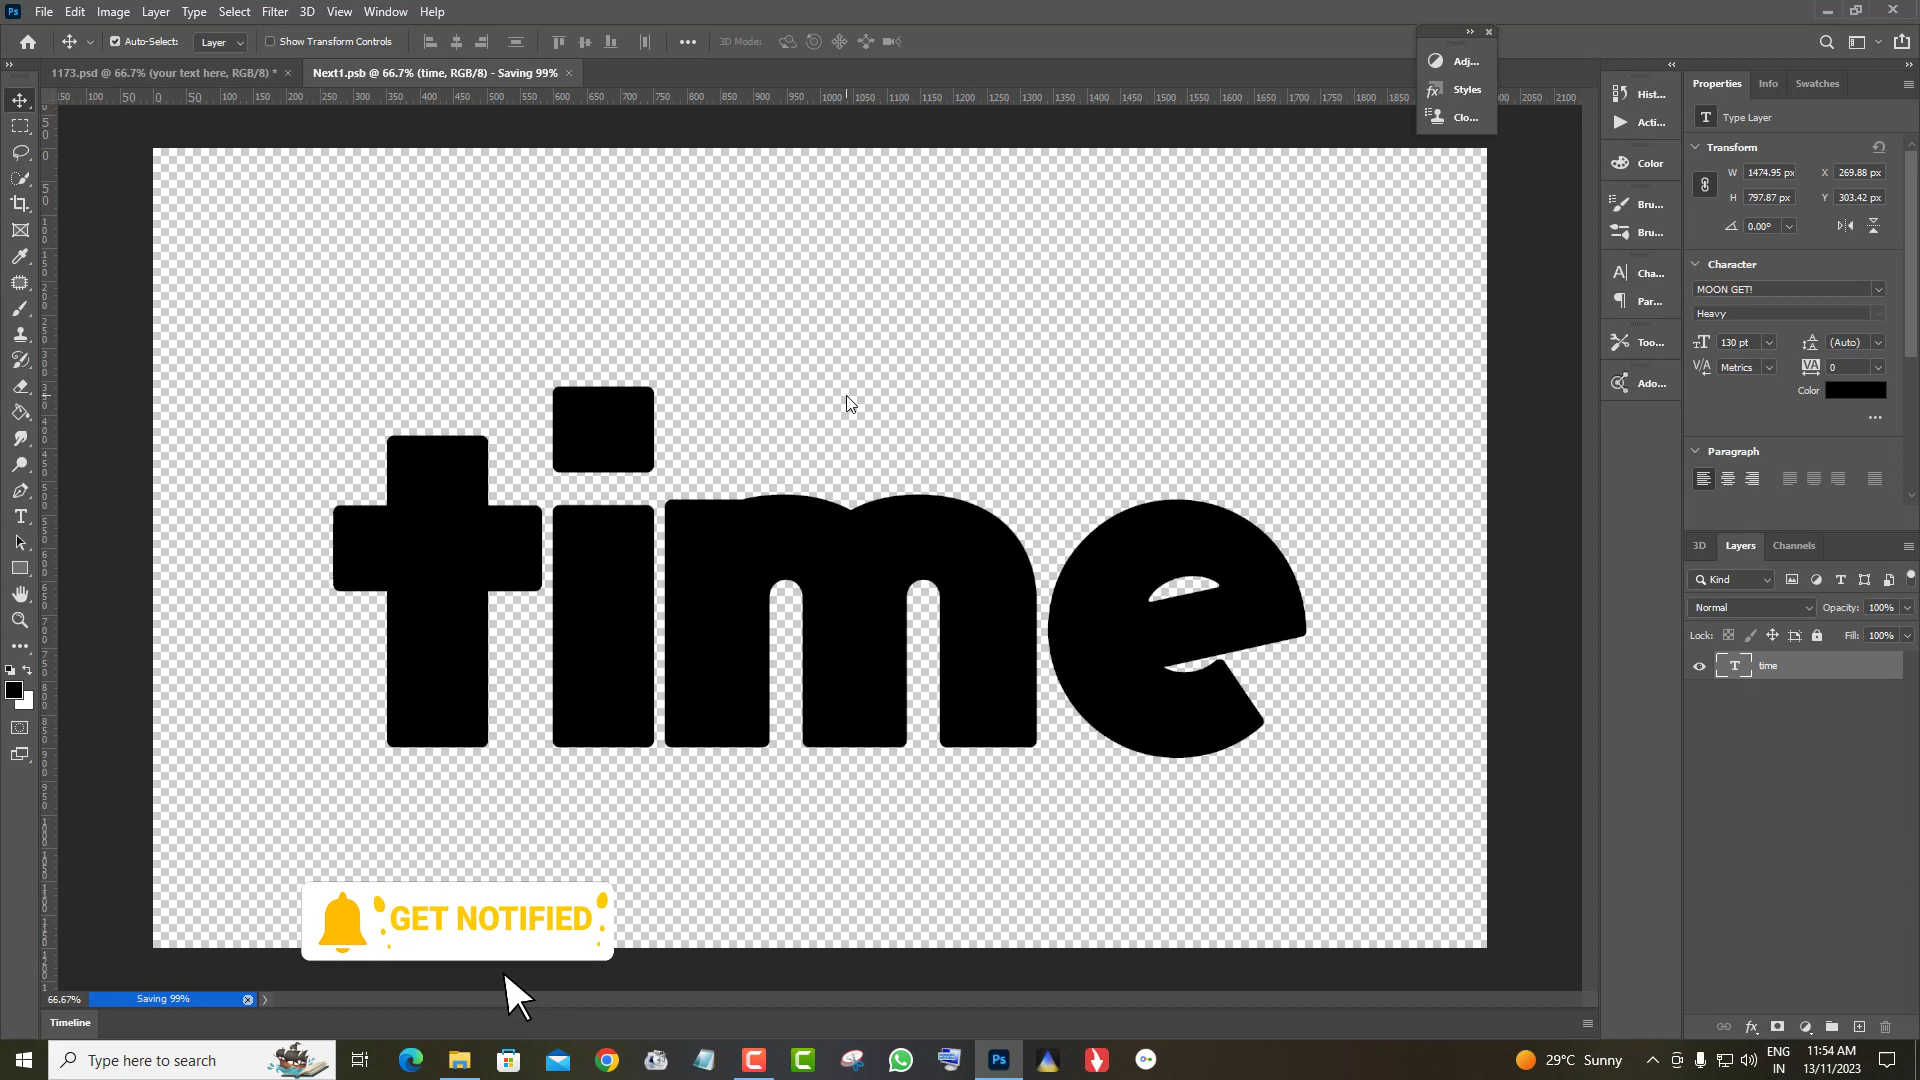 Ps File Edit Image Layer Type Select Filter 3D View Window Help
Auto-Select: Layer Show Transform Controls 3D Mode:
1173.psd @ 66.7% (your text here, RGB/8) * Next1.psb @ 66.7% (time, RGB/8) - Saving 99%
Adj...
Styles
Clo...
Hist...
Acti...
Color
Bru...
Bru...
Cha...
Par...
Too...
Ado...
Properties Info Swatches
T Type Layer
Transform
W 1474.95 px X 269.88 px
H 797.87 px Y 303.42 px
0.00°
Character
MOON GET!
Heavy
130 pt (Auto)
Metrics 0
Color
Paragraph
3D Layers Channels
Kind
Normal Opacity: 100%
Lock: Fill: 100%
T time
time
GET NOTIFIED
66.67% Saving 99%
Timeline
Type here to search
Ps
29°C Sunny
ENG
IN
11:54 AM
13/11/2023